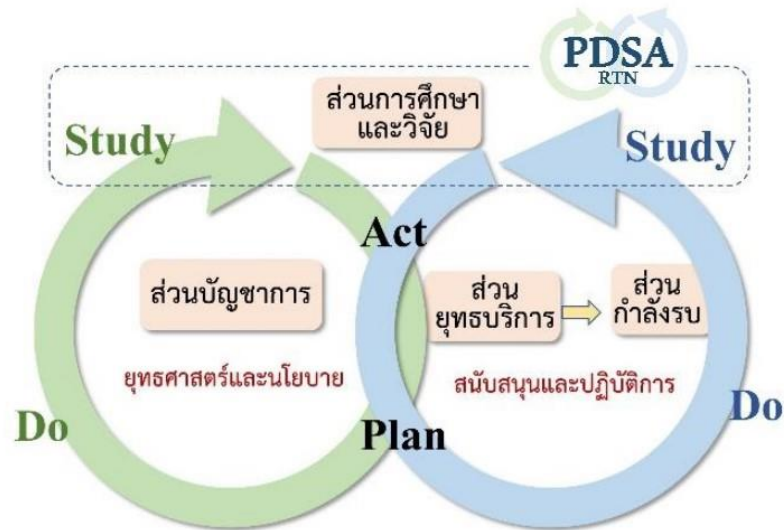 PDSA
RTN
ส่วนการศึกษา
และวิจัย
Study
Study
Act
ส่วนบัญชาการ
ส่วน
ยุทธบริการ
ส่วน
กำลังรบ
ยุทธศาสตร์และนโยบาย
สนับสนุนและปฏิบัติการ
Do
Plan
Do